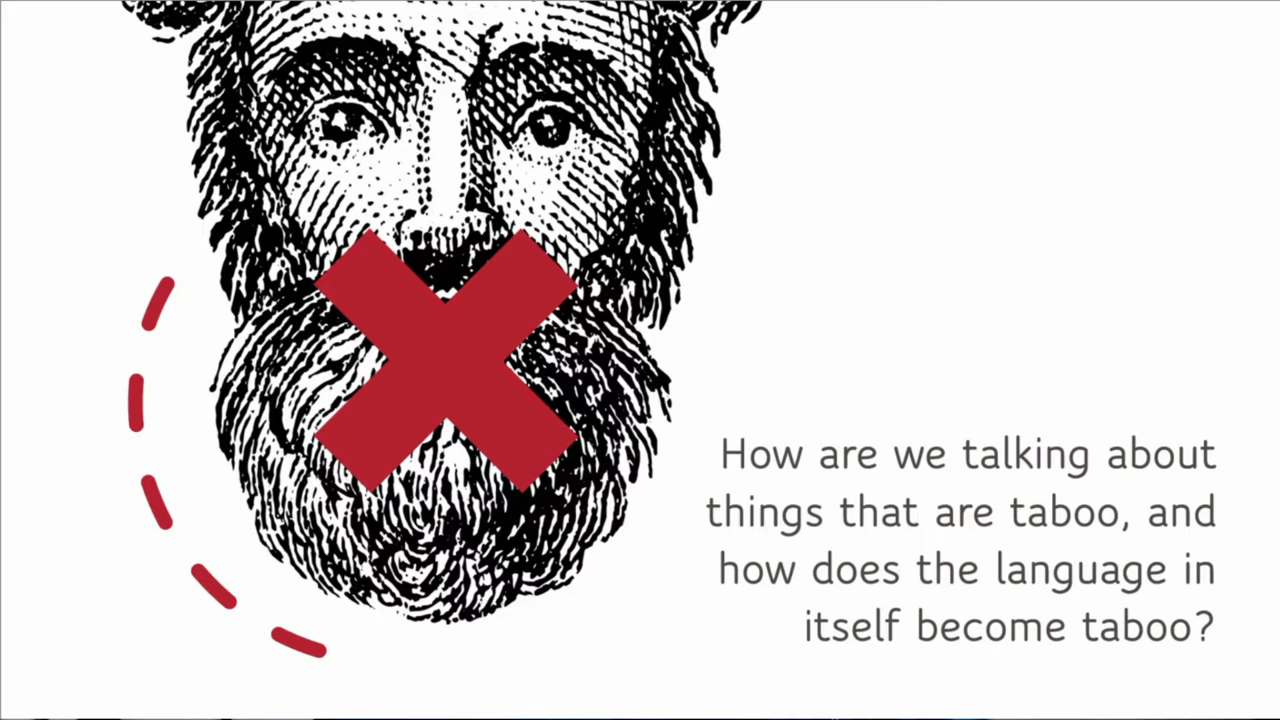 How are we talking about
things that are taboo, and
how does the language in
itself become taboo?